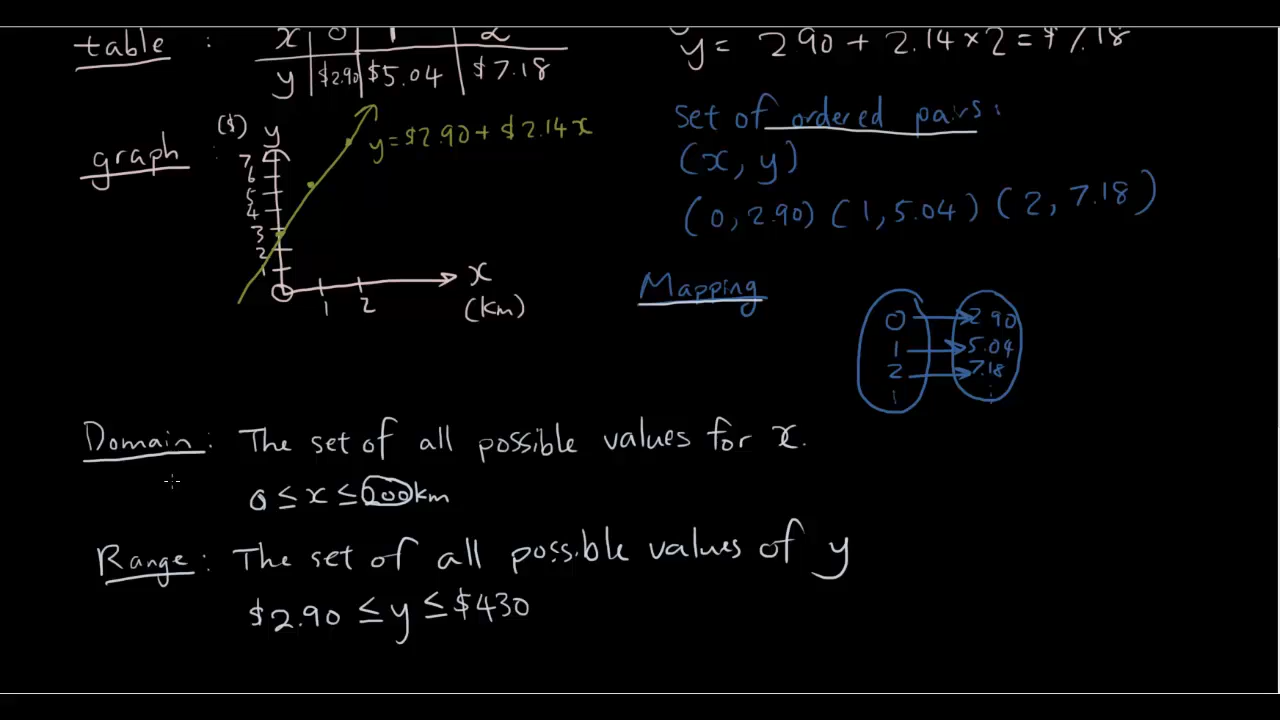 table : x 0 1 2
y $2.90 $5.04 $7.18
y = 2.90 + 2.14 × 2 = $7.18
graph :
($) y
7
6
5
4
3
2
1
y = $2.90 + $2.14x
1 2
x
(km)
Set of ordered pairs:
(x, y)
(0, 2.90) (1, 5.04) (2, 7.18)
Mapping
0 2.90
1 5.04
2 7.18
Domain: The set of all possible values for x.
0 ≤ x ≤ 200km
Range: The set of all possible values of y
$2.90 ≤ y ≤ $430